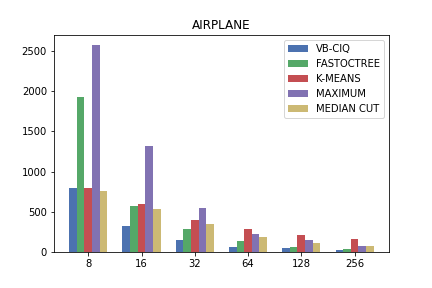 AIRPLANE
2500
2000
1500
1000
500
0
VB-CIQ
FASTOCTREE
K-MEANS
MAXIMUM
MEDIAN CUT
8 16 32 64 128 256